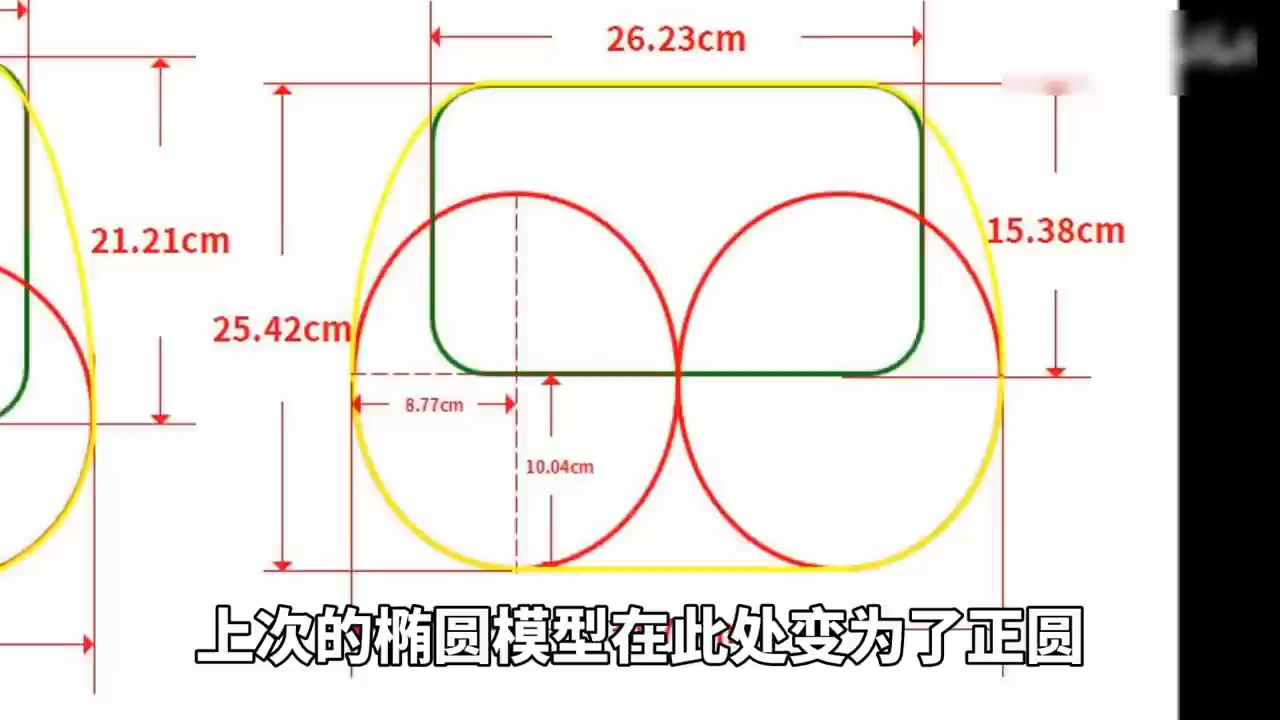 26.23cm
21.21cm
15.38cm
25.42cm
8.77cm
10.04cm
上次的椭圆模型在此处变为了正圆